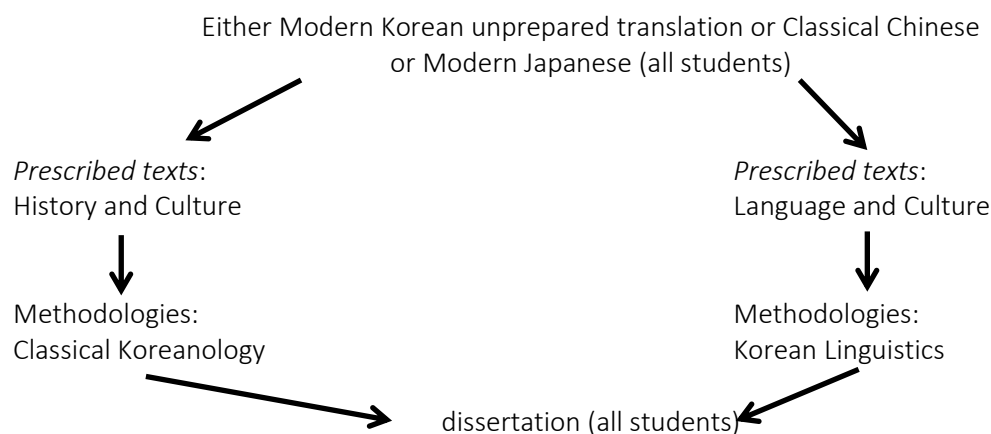 Either Modern Korean unprepared translation or Classical Chinese
or Modern Japanese (all students)
Prescribed texts:
History and Culture
Prescribed texts:
Language and Culture
Methodologies:
Classical Koreanology
Methodologies:
Korean Linguistics
dissertation (all students)